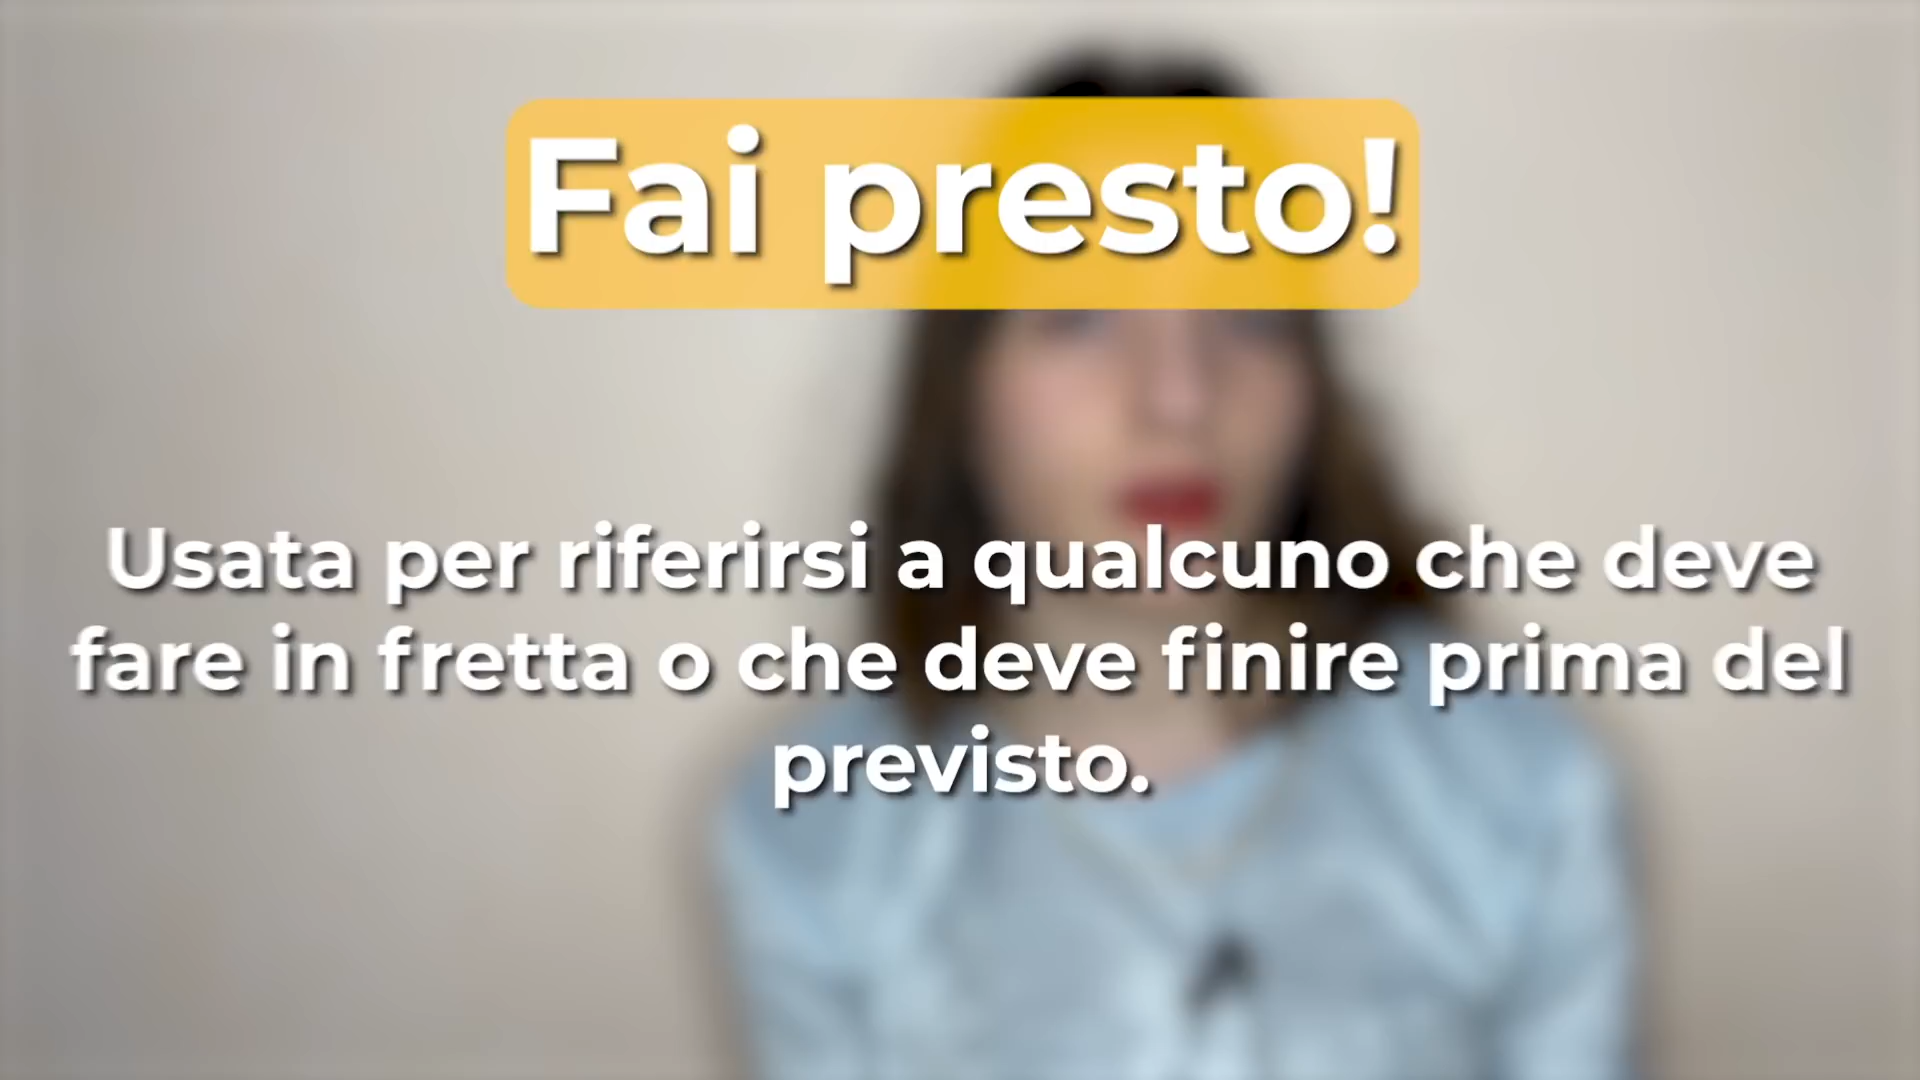 Fai presto!
Usata per riferirsi a qualcuno che deve
fare in fretta o che deve finire prima del
previsto.